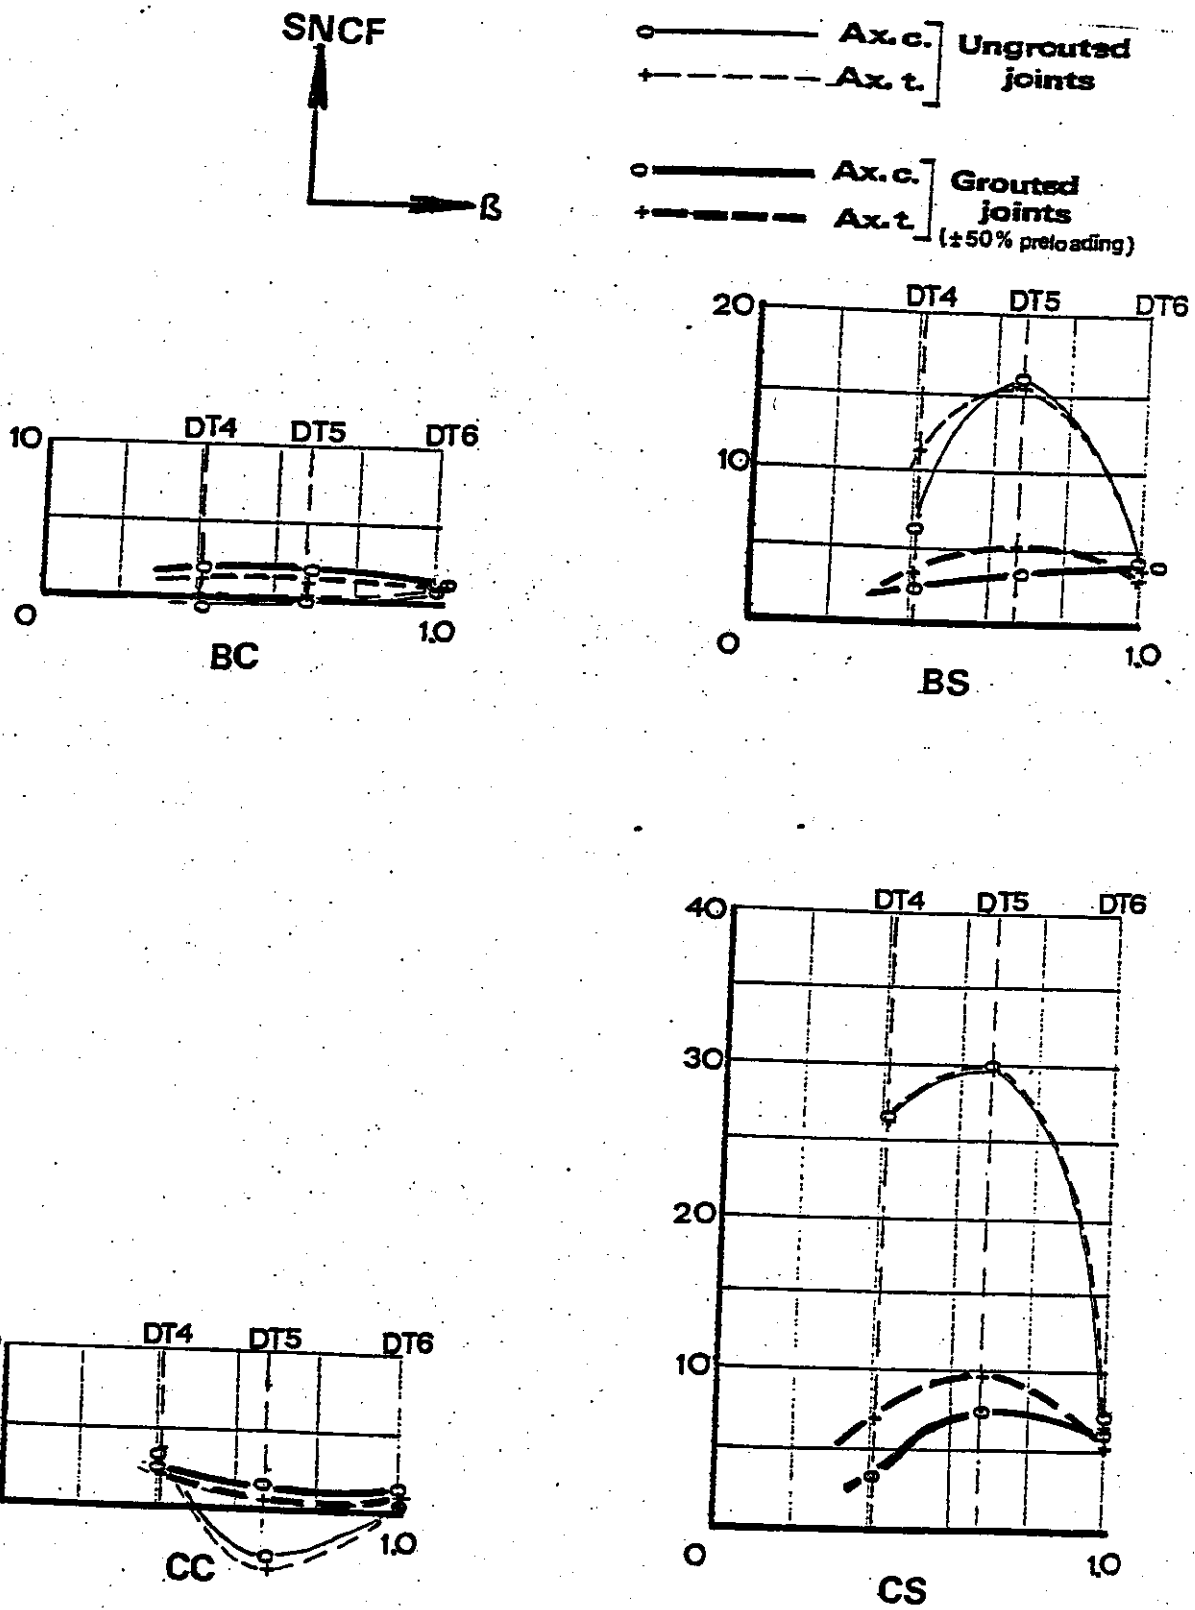 SNCF
β
Ax.c.
Ax.t.
Ungrouted
joints
Ax.c.
Ax.t.
Grouted
joints
(±50% preloading)
10
DT4 DT5 DT6
0
1.0
BC
20
DT4 DT5 DT6
10
0
1.0
BS
DT4 DT5 DT6
1.0
CC
40
DT4 DT5 DT6
30
20
10
0
1.0
CS